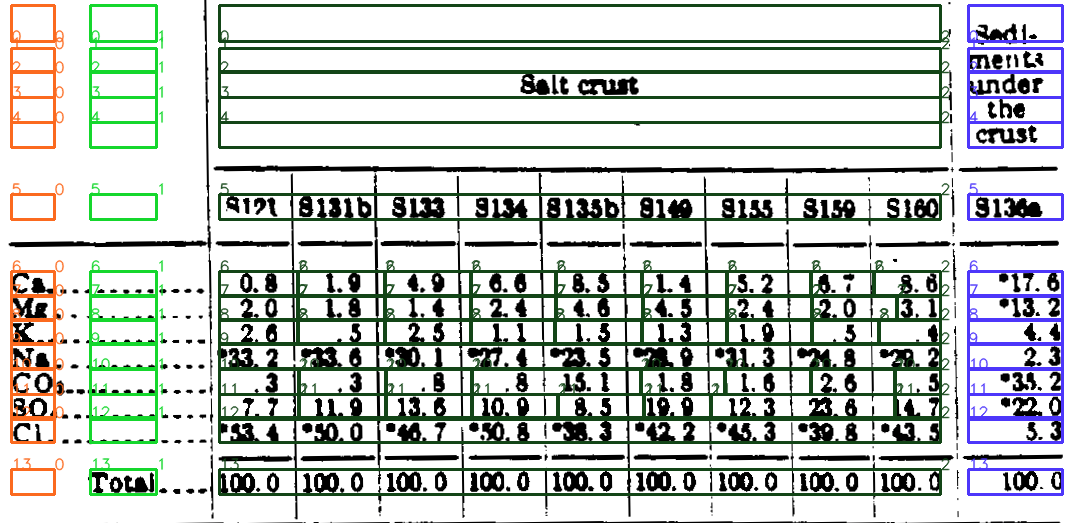 Sedi-
ments
Salt crust under
the
crust
S131b S133 S134 S135b S149 S155 S159 S160 S136a
Ca 0.8 1.9 4.9 6.6 8.5 1.4 5.2 6.7 8.6 *17.6
Mg 2.0 1.8 1.4 2.4 4.6 4.5 2.4 2.0 3.1 *13.2
K 2.6 .5 2.5 1.1 1.5 1.3 1.9 .5 .4 4.4
Na *33.2 *33.6 *30.1 *27.4 *23.5 *28.9 *31.3 *24.8 *29.2 2.3
CO3 .3 .3 .8 .8 15.1 1.8 1.6 2.6 .5 *35.2
SO4 7.7 11.9 13.6 10.9 8.5 19.9 12.3 23.6 14.7 *22.0
Cl *53.4 *50.0 *46.7 *50.8 *38.3 *42.2 *45.3 *39.8 *43.5 5.3
Total 100.0 100.0 100.0 100.0 100.0 100.0 100.0 100.0 100.0 100.0